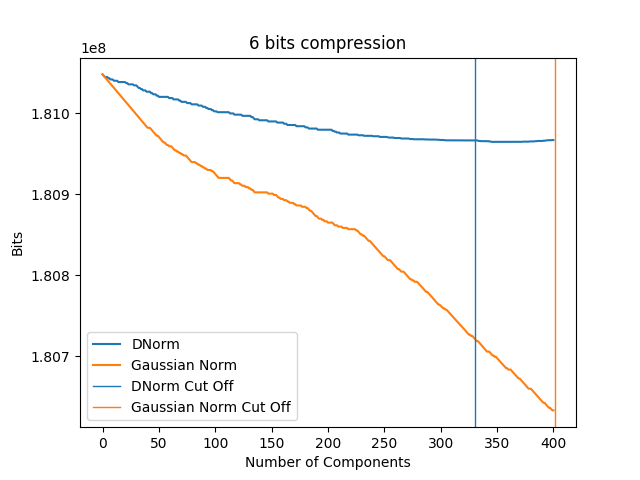 6 bits compression
1e8
1.810
1.809
1.808
1.807
Bits
DNorm
Gaussian Norm
DNorm Cut Off
Gaussian Norm Cut Off
0 50 100 150 200 250 300 350 400
Number of Components